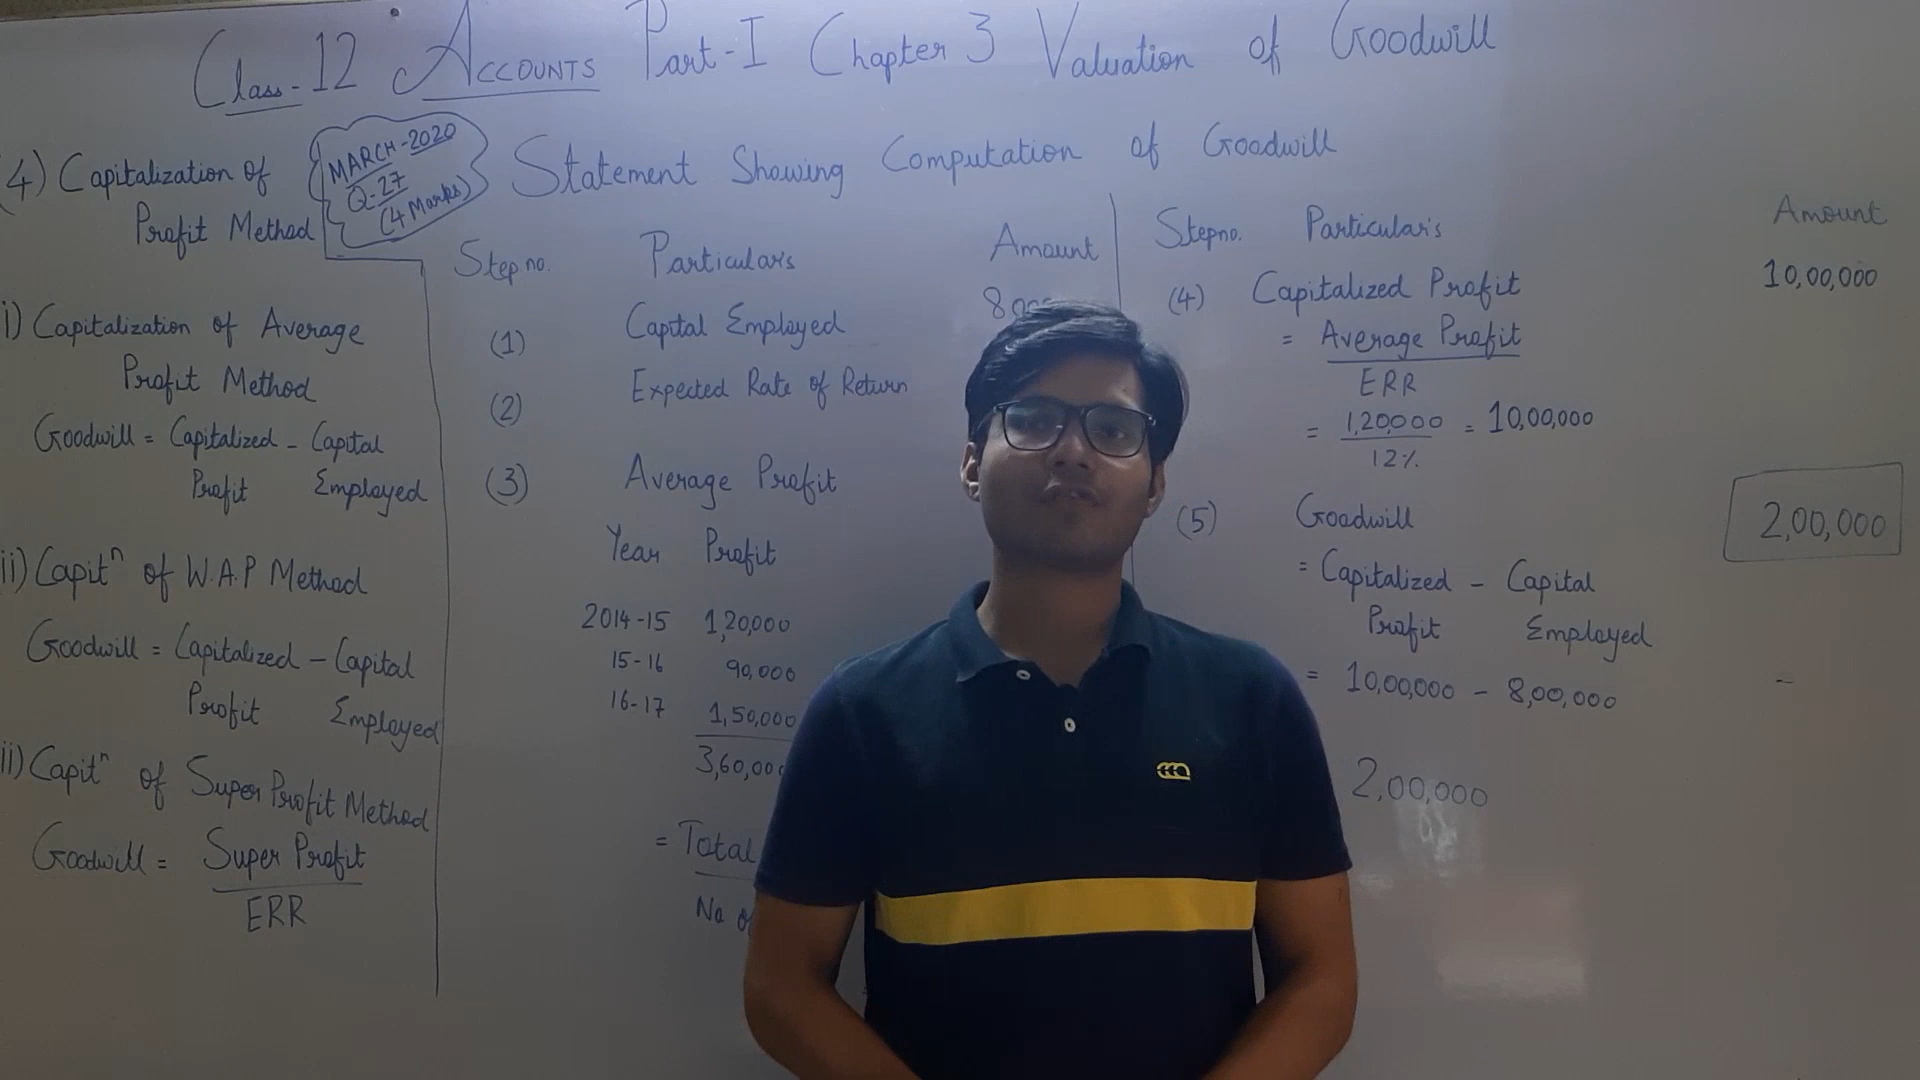 Class-12 ACCOUNTS Part-I Chapter 3 Valuation of Goodwill
(4) Capitalization of
Profit Method
MARCH-2020
Q-27
(4 Marks)
Statement Showing Computation of Goodwill
i) Capitalization of Average
Profit Method
Goodwill = Capitalized - Capital
Profit Employed
ii) Capitⁿ of W.A.P Method
Goodwill = Capitalized - Capital
Profit Employed
ii) Capitⁿ of Super Profit Method
Goodwill = Super Profit
ERR
Step no. Particulars Amount
(1) Capital Employed
(2) Expected Rate of Return
(3) Average Profit
Year Profit
2014-15 1,20,000
15-16 90,000
16-17 1,50,000
3,60,000
= Total
No of
Step no. Particulars Amount
(4) Capitalized Profit 10,00,000
= Average Profit
ERR
= 1,20,000 = 10,00,000
12%
(5) Goodwill 2,00,000
= Capitalized - Capital
Profit Employed
= 10,00,000 - 8,00,000
2,00,000